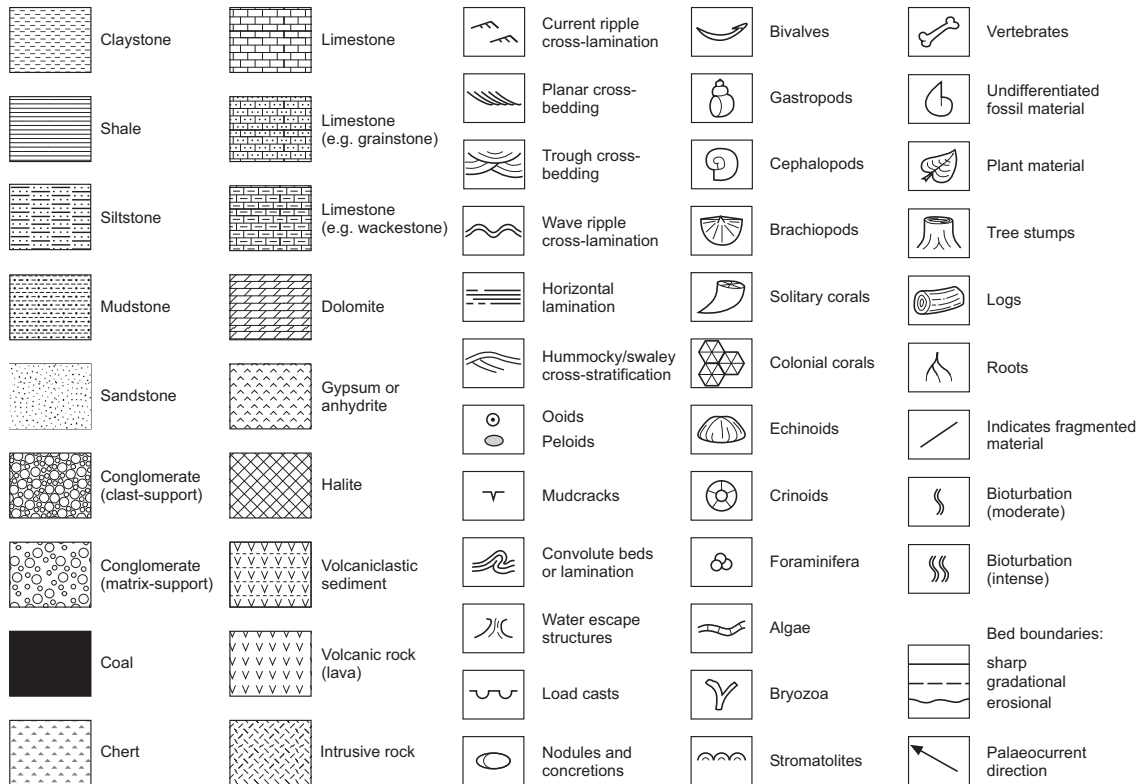 Claystone
Shale
Siltstone
Mudstone
Sandstone
Conglomerate
(clast-support)
Conglomerate
(matrix-support)
Coal
Chert
Limestone
Limestone
(e.g. grainstone)
Limestone
(e.g. wackestone)
Dolomite
Gypsum or
anhydrite
Halite
Volcaniclastic
sediment
Volcanic rock
(lava)
Intrusive rock
Current ripple
cross-lamination
Planar cross-
bedding
Trough cross-
bedding
Wave ripple
cross-lamination
Horizontal
lamination
Hummocky/swaley
cross-stratification
Ooids
Peloids
Mudcracks
Convolute beds
or lamination
Water escape
structures
Load casts
Nodules and
concretions
Bivalves
Gastropods
Cephalopods
Brachiopods
Solitary corals
Colonial corals
Echinoids
Crinoids
Foraminifera
Algae
Bryozoa
Stromatolites
Vertebrates
Undifferentiated
fossil material
Plant material
Tree stumps
Logs
Roots
Indicates fragmented
material
Bioturbation
(moderate)
Bioturbation
(intense)
Bed boundaries:
sharp
gradational
erosional
Palaeocurrent
direction